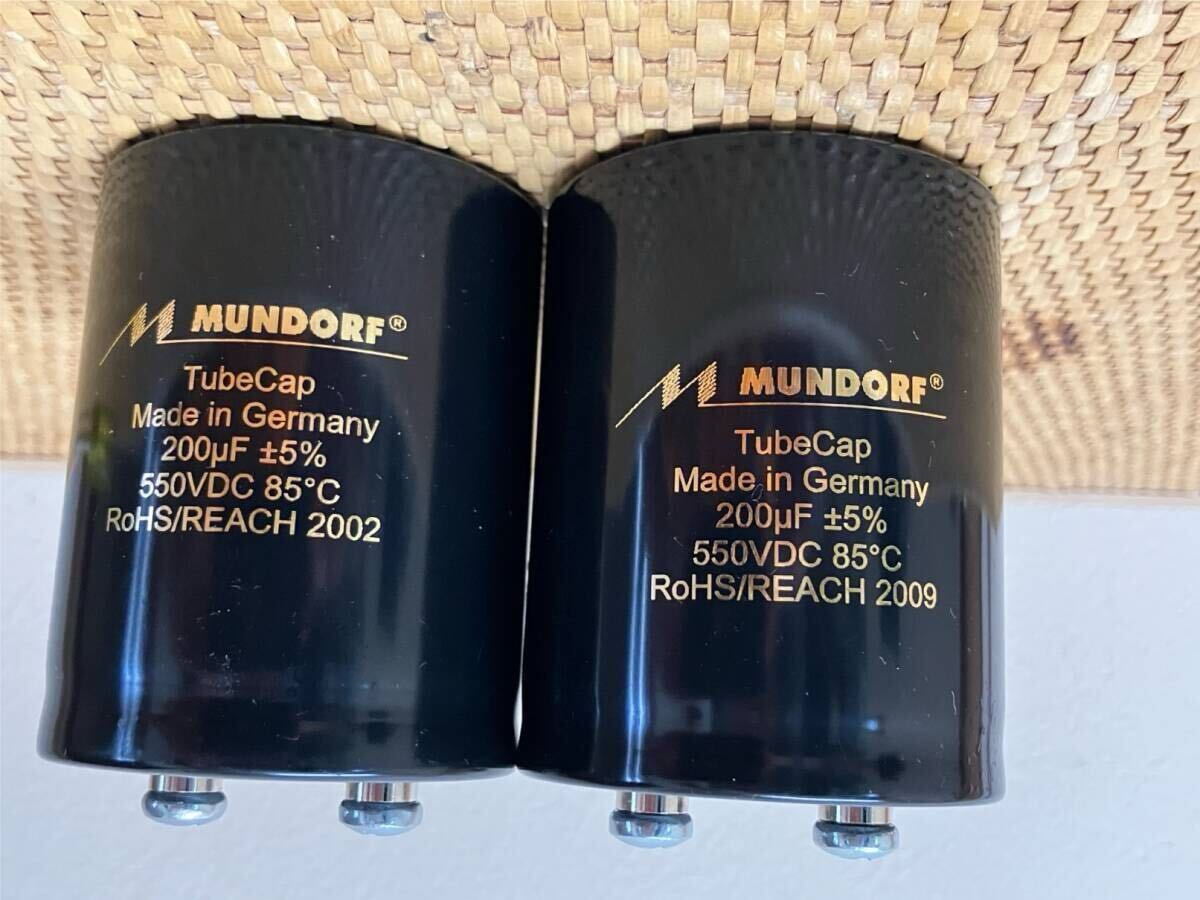 MUNDORF®
TubeCap
Made in Germany
200µF ±5%
550VDC 85°C
RoHS/REACH 2002
MUNDORF®
TubeCap
Made in Germany
200µF ±5%
550VDC 85°C
RoHS/REACH 2009